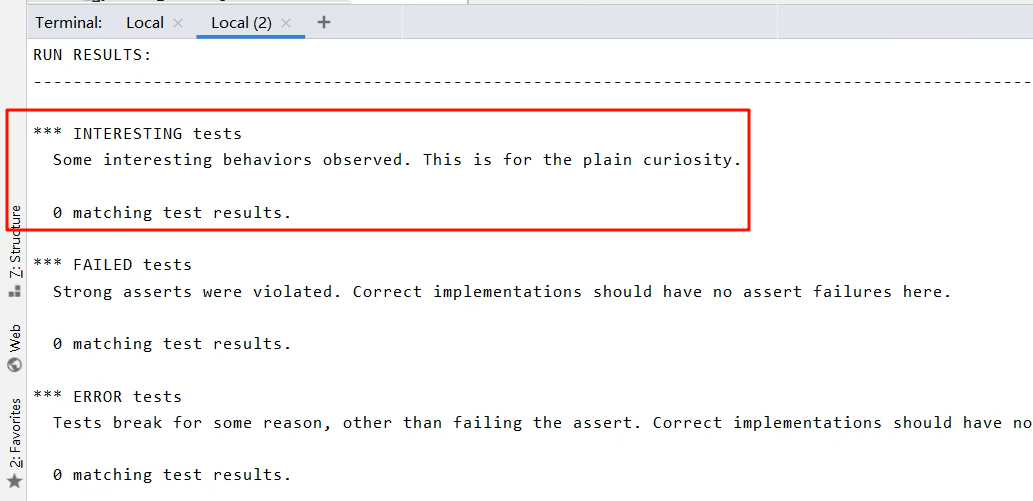 Terminal: Local × Local (2) × +
RUN RESULTS:
----------------------------------------------------------------------------------------------------
*** INTERESTING tests
Some interesting behaviors observed. This is for the plain curiosity.
0 matching test results.
*** FAILED tests
Strong asserts were violated. Correct implementations should have no assert failures here.
0 matching test results.
*** ERROR tests
Tests break for some reason, other than failing the assert. Correct implementations should have no
0 matching test results.
7: Structure
Web
2: Favorites